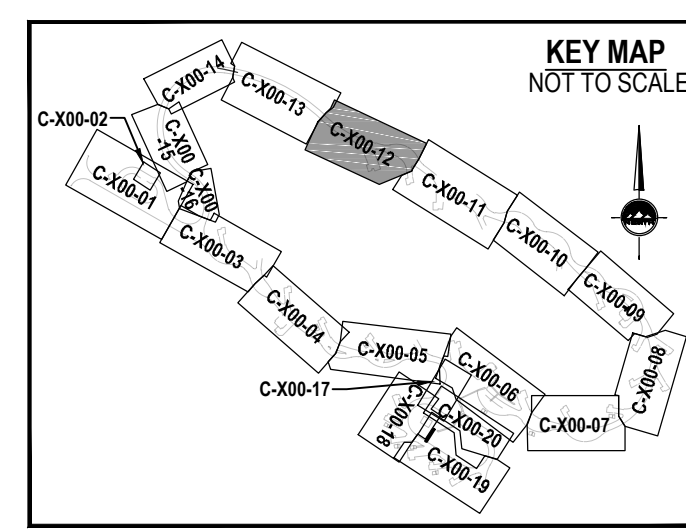 KEY MAP
NOT TO SCALE
C-X00-14
C-X00-13
C-X00-02
C-X00
-15
C-X00-12
C-X00-01
C-X00
-16
C-X00-11
C-X00-03
C-X00-10
C-X00-09
C-X00-04
C-X00-05
C-X00-06
C-X00-08
C-X00-17
C-X00-18
C-X00-20
C-X00-07
C-X00-19